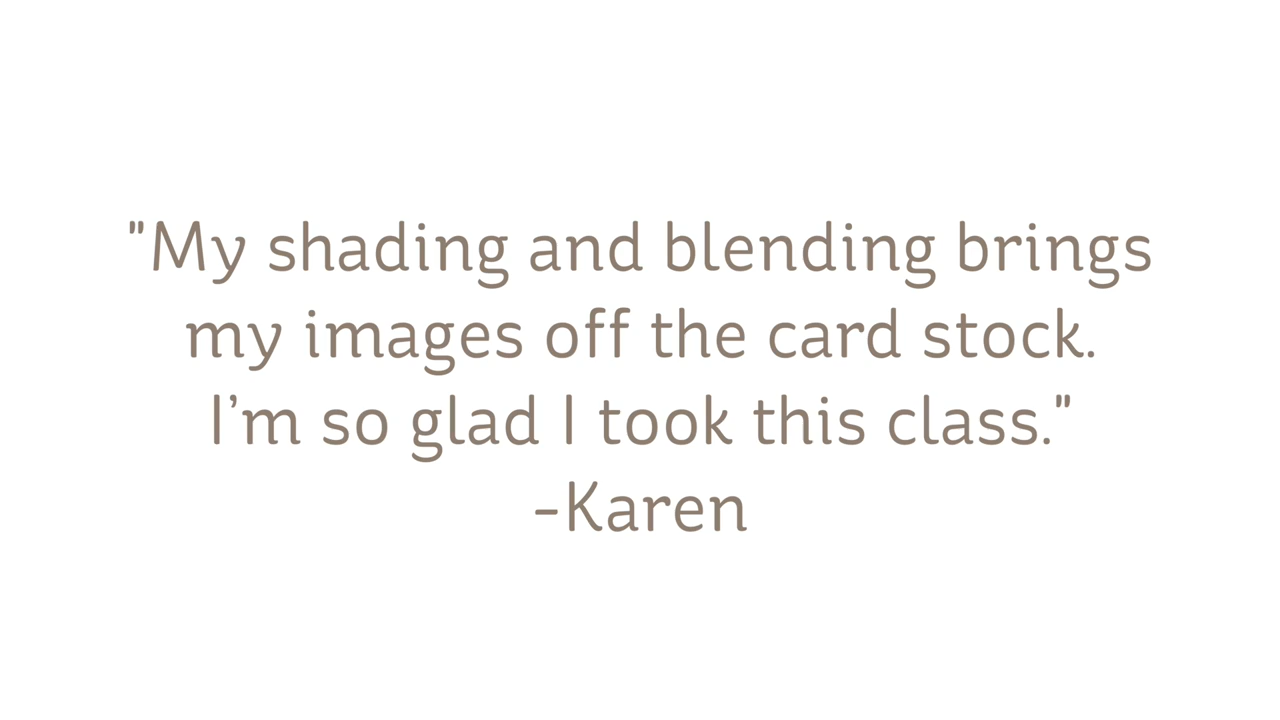 "My shading and blending brings
my images off the card stock.
I’m so glad I took this class."
-Karen